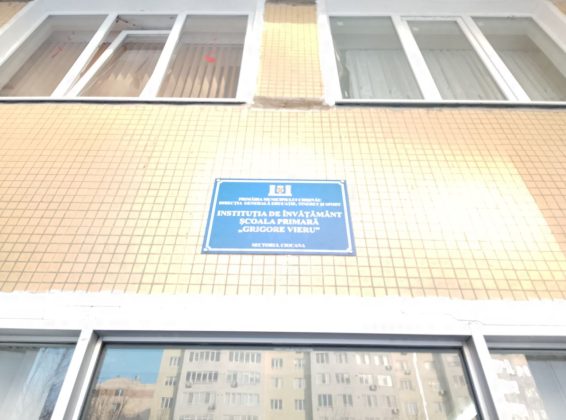 PRIMĂRIA MUNICIPIULUI CHIȘINĂU
DIRECȚIA GENERALĂ EDUCAȚIE, TINERET ȘI SPORT
INSTITUȚIA DE ÎNVĂȚĂMÂNT
ȘCOALA PRIMARĂ
„GRIGORE VIERU”
SECTORUL CIOCANA